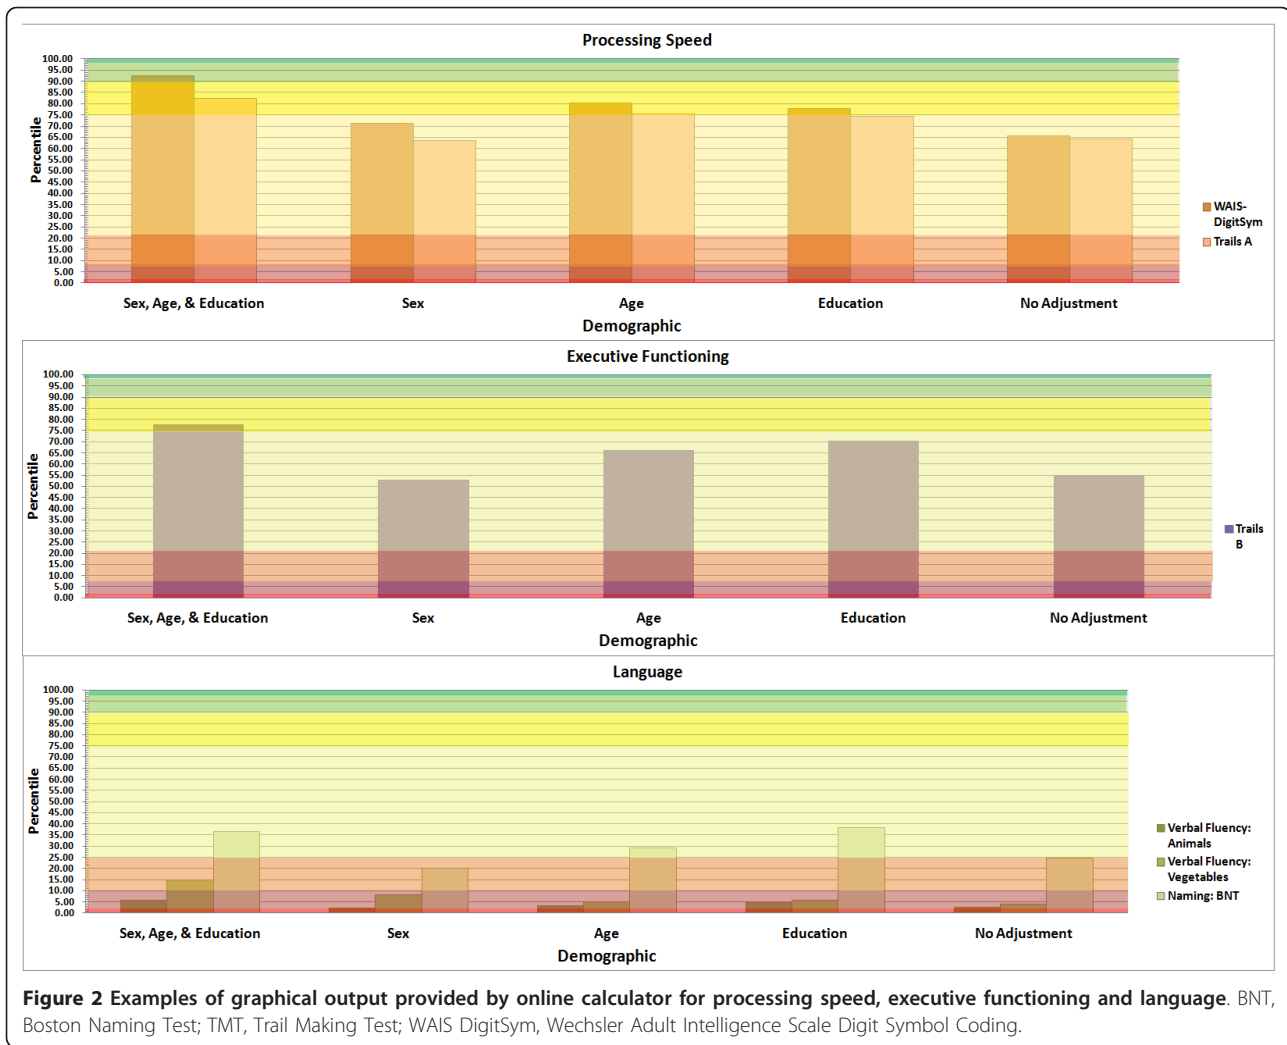 Processing Speed
100.00
95.00
90.00
85.00
80.00
75.00
70.00
65.00
60.00
55.00
50.00
45.00
40.00
35.00
30.00
25.00
20.00
15.00
10.00
5.00
0.00
Percentile
Sex, Age, & Education
Sex
Age
Education
No Adjustment
Demographic
WAIS-
DigitSym
Trails A
Executive Functioning
100.00
95.00
90.00
85.00
80.00
75.00
70.00
65.00
60.00
55.00
50.00
45.00
40.00
35.00
30.00
25.00
20.00
15.00
10.00
5.00
0.00
Percentile
Sex, Age, & Education
Sex
Age
Education
No Adjustment
Demographic
Trails
B
Language
100.00
95.00
90.00
85.00
80.00
75.00
70.00
65.00
60.00
55.00
50.00
45.00
40.00
35.00
30.00
25.00
20.00
15.00
10.00
5.00
0.00
Percentile
Sex, Age, & Education
Sex
Age
Education
No Adjustment
Demographic
Verbal Fluency:
Animals
Verbal Fluency:
Vegetables
Naming: BNT
Figure 2 Examples of graphical output provided by online calculator for processing speed, executive functioning and language. BNT,
Boston Naming Test; TMT, Trail Making Test; WAIS DigitSym, Wechsler Adult Intelligence Scale Digit Symbol Coding.